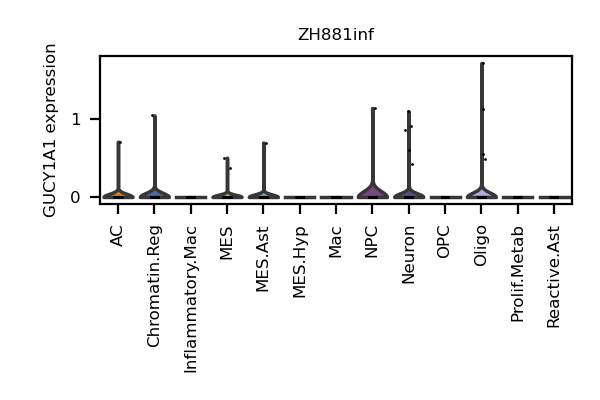 ZH881inf
GUCY1A1 expression
1
0
AC
Chromatin.Reg
Inflammatory.Mac
MES
MES.Ast
MES.Hyp
Mac
NPC
Neuron
OPC
Oligo
Prolif.Metab
Reactive.Ast